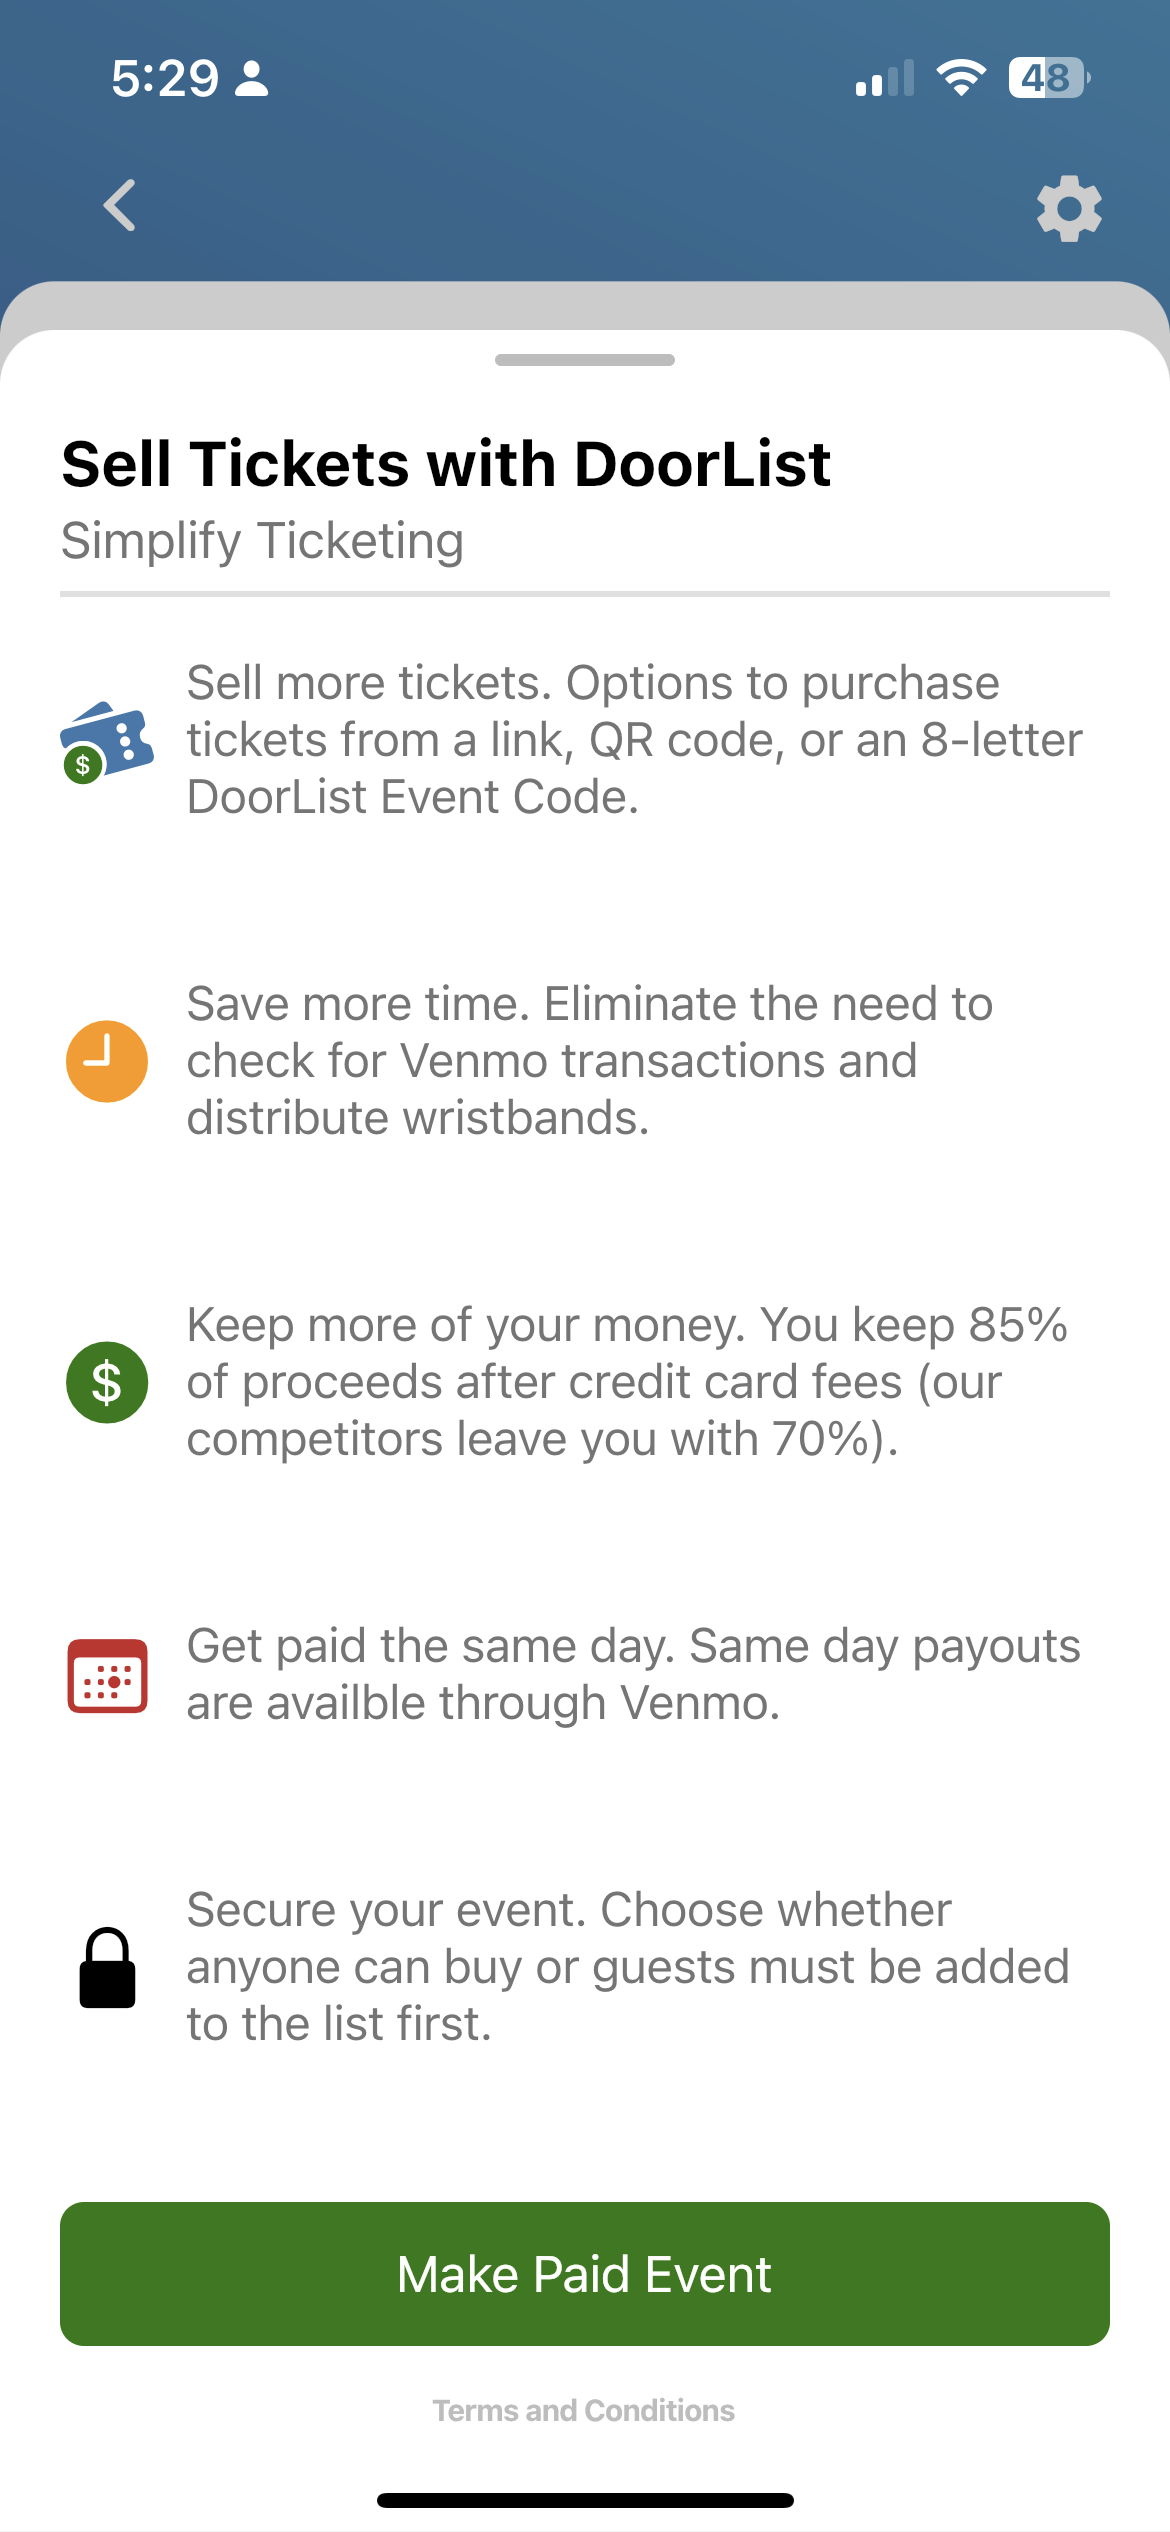 5:29
48
Sell Tickets with DoorList
Simplify Ticketing
Sell more tickets. Options to purchase
tickets from a link, QR code, or an 8-letter
$
DoorList Event Code.
Save more time. Eliminate the need to
check for Venmo transactions and
distribute wristbands.
Keep more of your money. You keep 85%
$
of proceeds after credit card fees (our
competitors leave you with 70%).
Get paid the same day. Same day payouts
are availble through Venmo.
Secure your event. Choose whether
anyone can buy or guests must be added
to the list first.
Make Paid Event
Terms and Conditions